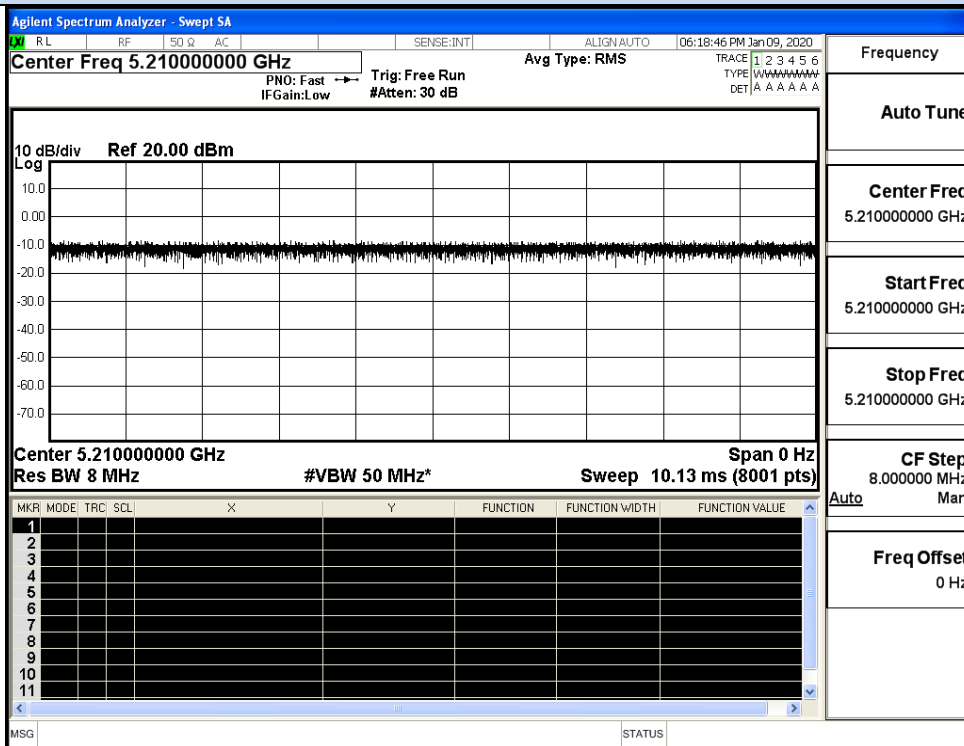 Agilent Spectrum Analyzer - Swept SA
LXI RL RF 50 Ω AC SENSE:INT ALIGN AUTO 06:18:46 PM Jan 09, 2020
Center Freq 5.210000000 GHz
PNO: Fast
IFGain:Low
Trig: Free Run
#Atten: 30 dB
Avg Type: RMS
TRACE 1 2 3 4 5 6
TYPE WWWWWW
DET A A A A A A
10 dB/div Ref 20.00 dBm
Log
10.0
0.00
-10.0
-20.0
-30.0
-40.0
-50.0
-60.0
-70.0
Center 5.210000000 GHz Span 0 Hz
Res BW 8 MHz #VBW 50 MHz* Sweep 10.13 ms (8001 pts)
MKR MODE TRC SCL X Y FUNCTION FUNCTION WIDTH FUNCTION VALUE
1
2
3
4
5
6
7
8
9
10
11
MSG STATUS
Frequency
Auto Tune
Center Freq
5.210000000 GHz
Start Freq
5.210000000 GHz
Stop Freq
5.210000000 GHz
CF Step
8.000000 MHz
Auto Man
Freq Offset
0 Hz